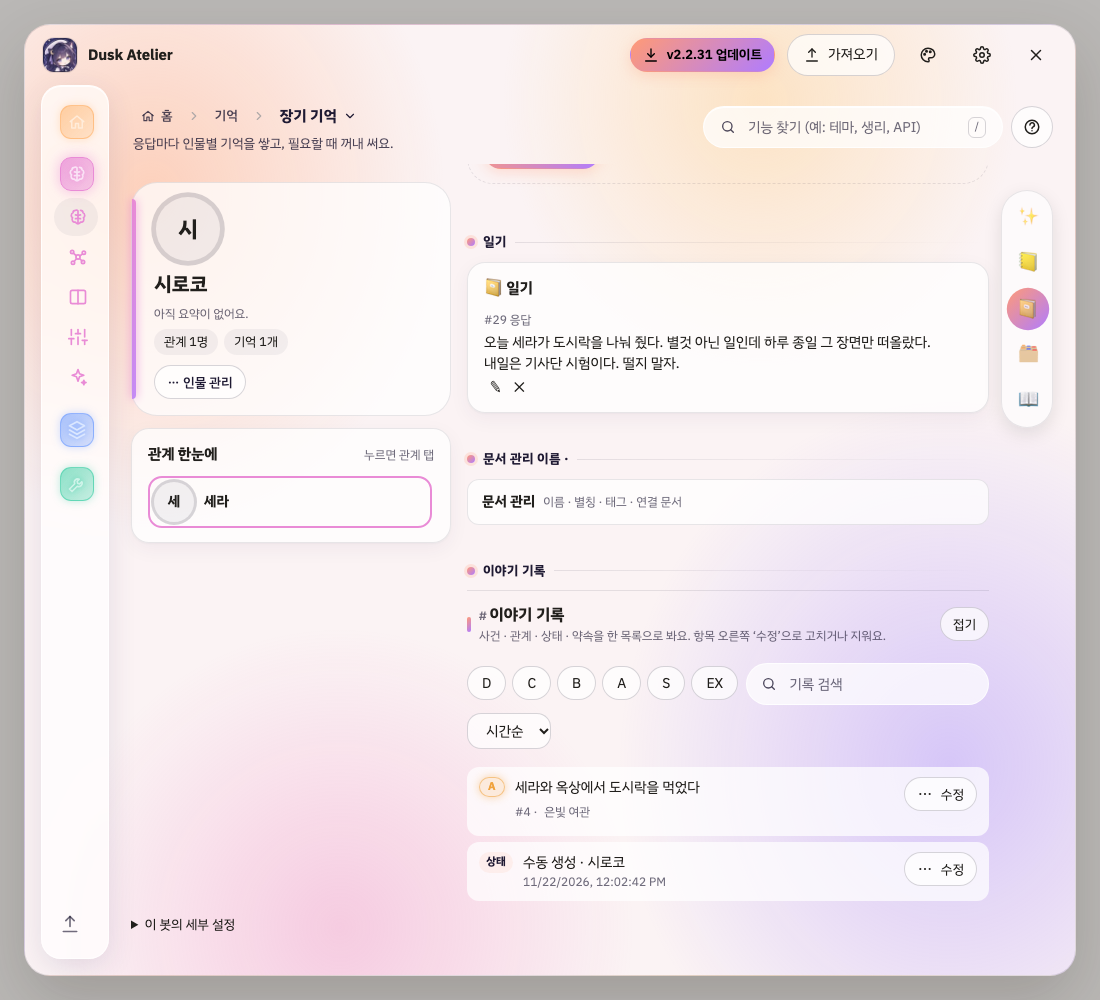 Dusk Atelier
v2.2.31 업데이트
가져오기
홈
기억
장기 기억
응답마다 인물별 기억을 쌓고, 필요할 때 꺼내 써요.
기능 찾기 (예: 테마, 생리, API)
/
시
시로코
아직 요약이 없어요.
관계 1명
기억 1개
··· 인물 관리
관계 한눈에
누르면 관계 탭
세
세라
일기
일기
#29 응답
오늘 세라가 도시락을 나눠 줬다. 별것 아닌 일인데 하루 종일 그 장면만 떠올랐다.
내일은 기사단 시험이다. 떨지 말자.
문서 관리 이름 ·
문서 관리 이름 · 별칭 · 태그 · 연결 문서
이야기 기록
# 이야기 기록
사건 · 관계 · 상태 · 약속을 한 목록으로 봐요. 항목 오른쪽 ‘수정’으로 고치거나 지워요.
접기
D
C
B
A
S
EX
기록 검색
시간순
A
세라와 옥상에서 도시락을 먹었다
#4 · 은빛 여관
··· 수정
상태
수동 생성 · 시로코
11/22/2026, 12:02:42 PM
··· 수정
이 봇의 세부 설정